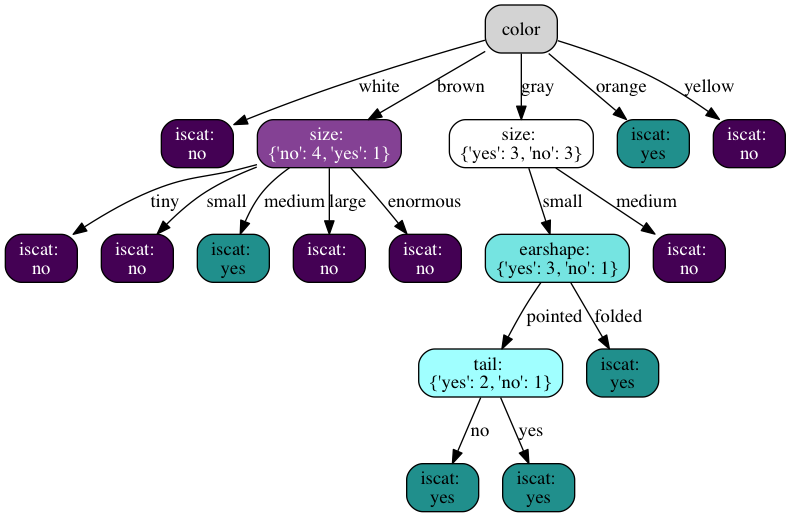 color
white
brown
gray
orange
yellow
iscat:
no
size:
{'no': 4, 'yes': 1}
size:
{'yes': 3, 'no': 3}
iscat:
yes
iscat:
no
tiny
small
medium
large
enormous
small
medium
iscat:
no
iscat:
no
iscat:
yes
iscat:
no
iscat:
no
earshape:
{'yes': 3, 'no': 1}
iscat:
no
pointed
folded
tail:
{'yes': 2, 'no': 1}
iscat:
yes
no
yes
iscat:
yes
iscat:
yes